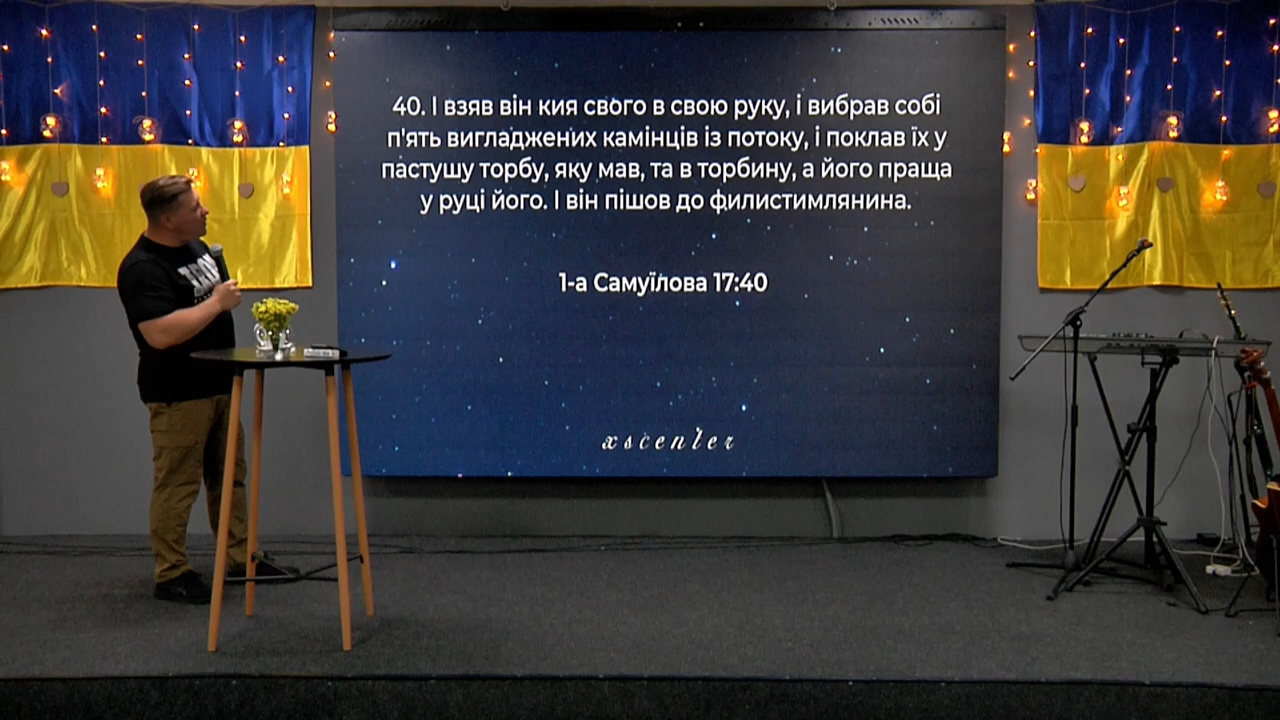 40. І взяв він кия свого в свою руку, і вибрав собі
п'ять вигладжених камінців із потоку, і поклав їх у
пастушу торбу, яку мав, та в торбину, а його праща
у руці його. І він пішов до филистимлянина.
1-а Самуїлова 17:40
xscenter